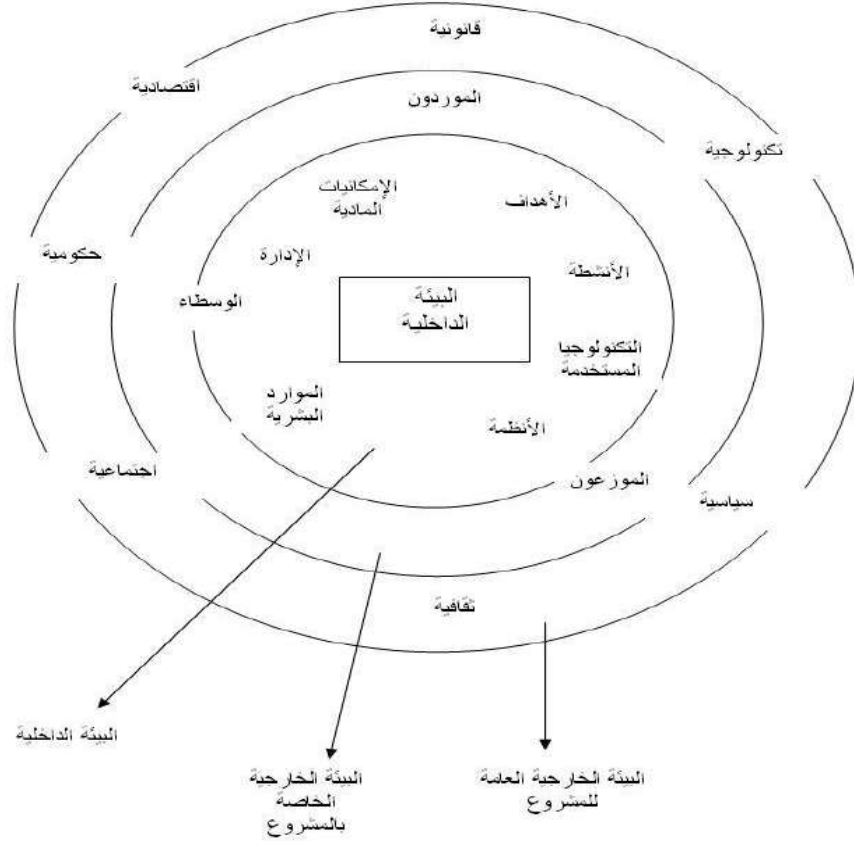 قانونية
اقتصادية
الموردون
تكنولوجية
الإمكانيات
المادية
الأهداف
حكومية
الإدارة
الأنشطة
الوسطاء
البيئة
الداخلية
التكنولوجيا
المستخدمة
الموارد
البشرية
الأنظمة
اجتماعية
الموزعون
سياسية
ثقافية
البيئة الداخلية
البيئة الخارجية العامة
للمشروع
البيئة الخارجية
الخاصة
بالمشروع